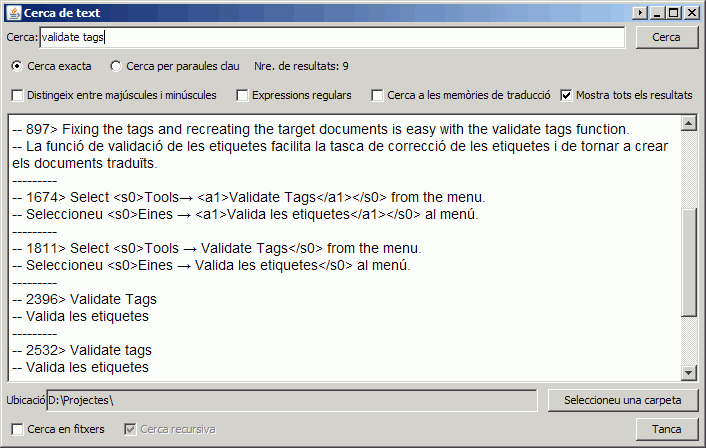 Cerca de text
Cerca: validate tags Cerca
Cerca exacta Cerca per paraules clau Nre. de resultats: 9
Distingeix entre majúscules i minúscules Expressions regulars Cerca a les memòries de traducció Mostra tots els resultats
-- 897> Fixing the tags and recreating the target documents is easy with the validate tags function.
-- La funció de validació de les etiquetes facilita la tasca de correcció de les etiquetes i de tornar a crear
els documents traduïts.
---------
-- 1674> Select <s0>Tools→ <a1>Validate Tags</a1></s0> from the menu.
-- Seleccioneu <s0>Eines → <a1>Valida les etiquetes</a1></s0> al menú.
---------
-- 1811> Select <s0>Tools → Validate Tags</s0> from the menu.
-- Seleccioneu <s0>Eines → Valida les etiquetes</s0> al menú.
---------
-- 2396> Validate Tags
-- Valida les etiquetes
---------
-- 2532> Validate tags
-- Valida les etiquetes
Ubicació D:\Projectes\ Seleccioneu una carpeta
Cerca en fitxers Cerca recursiva Tanca